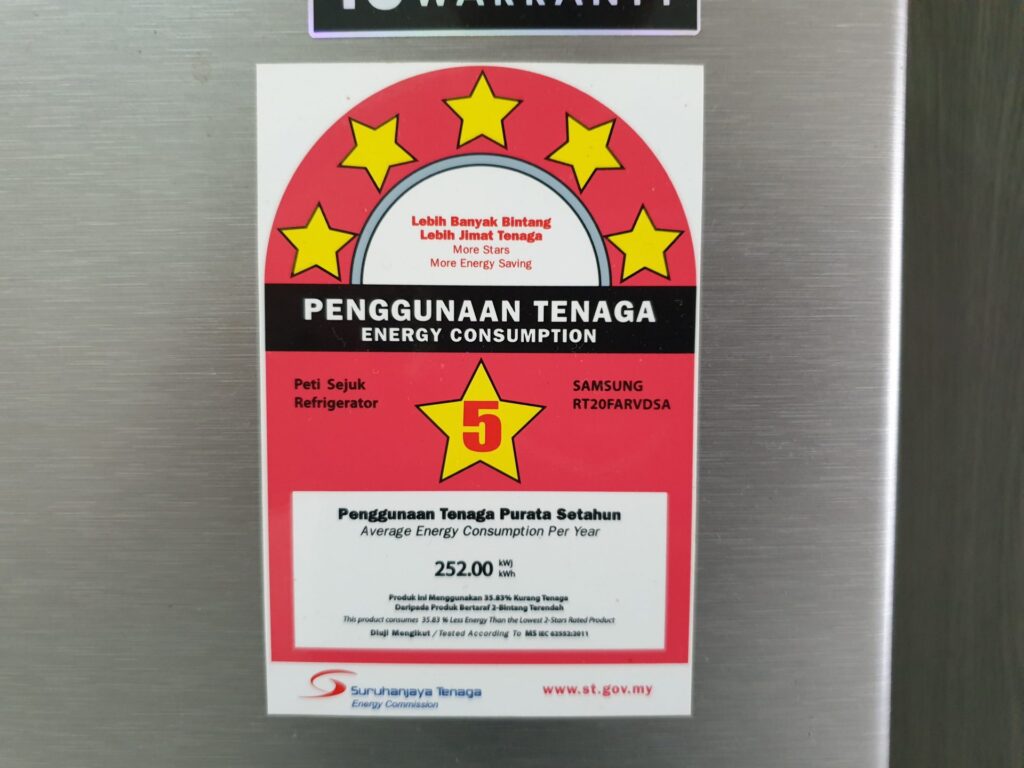 WARRANTY
Lebih Banyak Bintang
Lebih Jimat Tenaga
More Stars
More Energy Saving
PENGGUNAAN TENAGA
ENERGY CONSUMPTION
Peti Sejuk
Refrigerator
5
SAMSUNG
RT20FARVDSA
Penggunaan Tenaga Purata Setahun
Average Energy Consumption Per Year
252.00 kWj
kWh
Produk Ini Menggunakan 35.83% Kurang Tenaga
Daripada Produk Bertaraf 2-Bintang Terendah
This product consumes 35.83 % Less Energy Than the Lowest 2-Stars Rated Product
Diuji Mengikut / Tested According To MS IEC 62552:2011
Suruhanjaya Tenaga
Energy Commission
www.st.gov.my